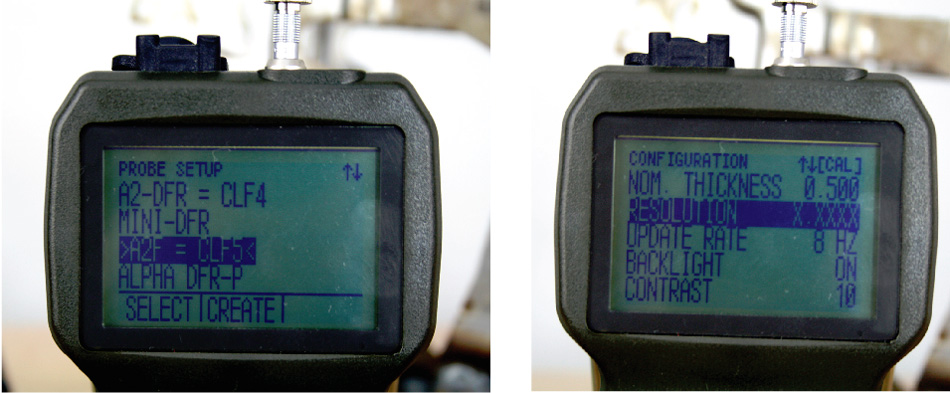 PROBE SETUP ↑↓
A2-DFR = CLF4
MINI-DFR
>A2F = CLF5<
ALPHA DFR-P
SELECT|CREATE|
CONFIGURATION ↑↓[CAL]
NOM. THICKNESS 0.500
RESOLUTION X.XXXX
UPDATE RATE 8 HZ
BACKLIGHT ON
CONTRAST 10